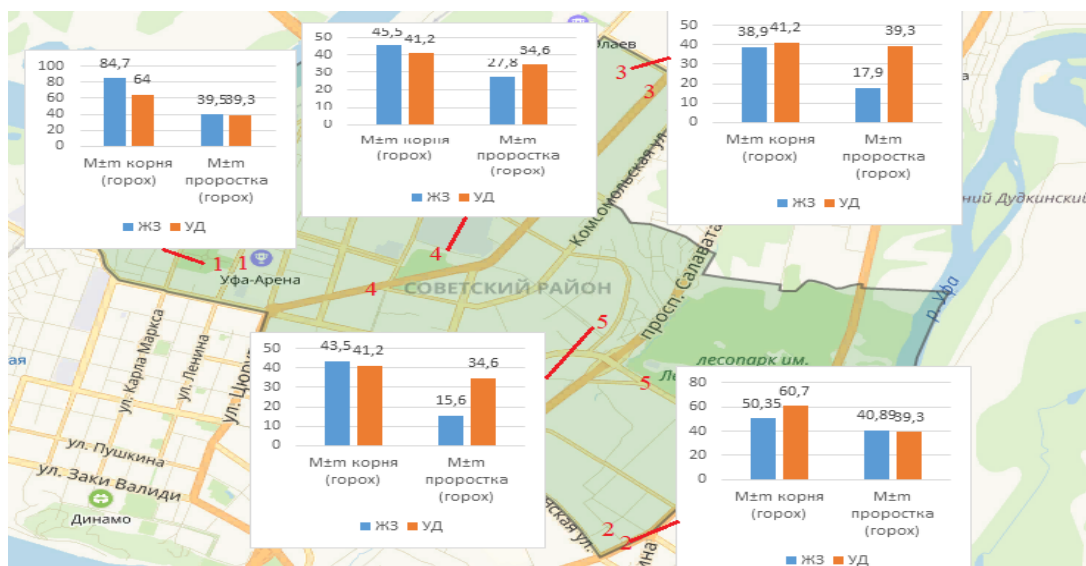 100
80
60
40
20
0
84,7
64
39,5
39,3
М±m корня
(горох)
М±m
проростка
(горох)
ЖЗ
УД
50
40
30
20
10
0
45,5
41,2
27,8
34,6
М±m корня
(горох)
М±m
проростка
(горох)
ЖЗ
УД
50
40
30
20
10
0
38,9
41,2
17,9
39,3
М±m корня
(горох)
М±m
проростка
(горох)
ЖЗ
УД
3
3
Комсомольская ул.
просп. Салавата
1
1
Уфа-Арена
4
4
СОВЕТСКИЙ РАЙОН
5
5
р. Уфа
лесопарк им.
ул. Карла Маркса
ул. Ленина
ул. Цюру
ул. Пушкина
ул. Заки Валиди
Динамо
50
40
30
20
10
0
43,5
41,2
15,6
34,6
М±m корня
(горох)
М±m
проростка
(горох)
ЖЗ
УД
80
60
40
20
0
50,35
60,7
40,89
39,3
М±m корня
(горох)
М±m
проростка
(горох)
ЖЗ
УД
2
2
ний Дудкинский
ская ул.